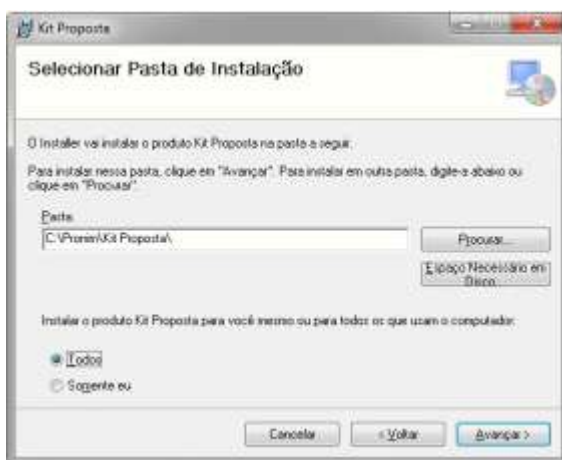 Kit Proposta
Selecionar Pasta de Instalação
O Installer vai instalar o produto Kit Proposta na pasta a seguir.
Para instalar nessa pasta, clique em "Avançar". Para instalar em outra pasta, digite-a abaixo ou
clique em "Procurar".
Pasta:
C:\Pronim\Kit Proposta\
Procurar...
Espaço Necessário em
Disco...
Instalar o produto Kit Proposta para você mesmo ou para todos os que usam o computador:
Todos
Somente eu
Cancelar
< Voltar
Avançar >